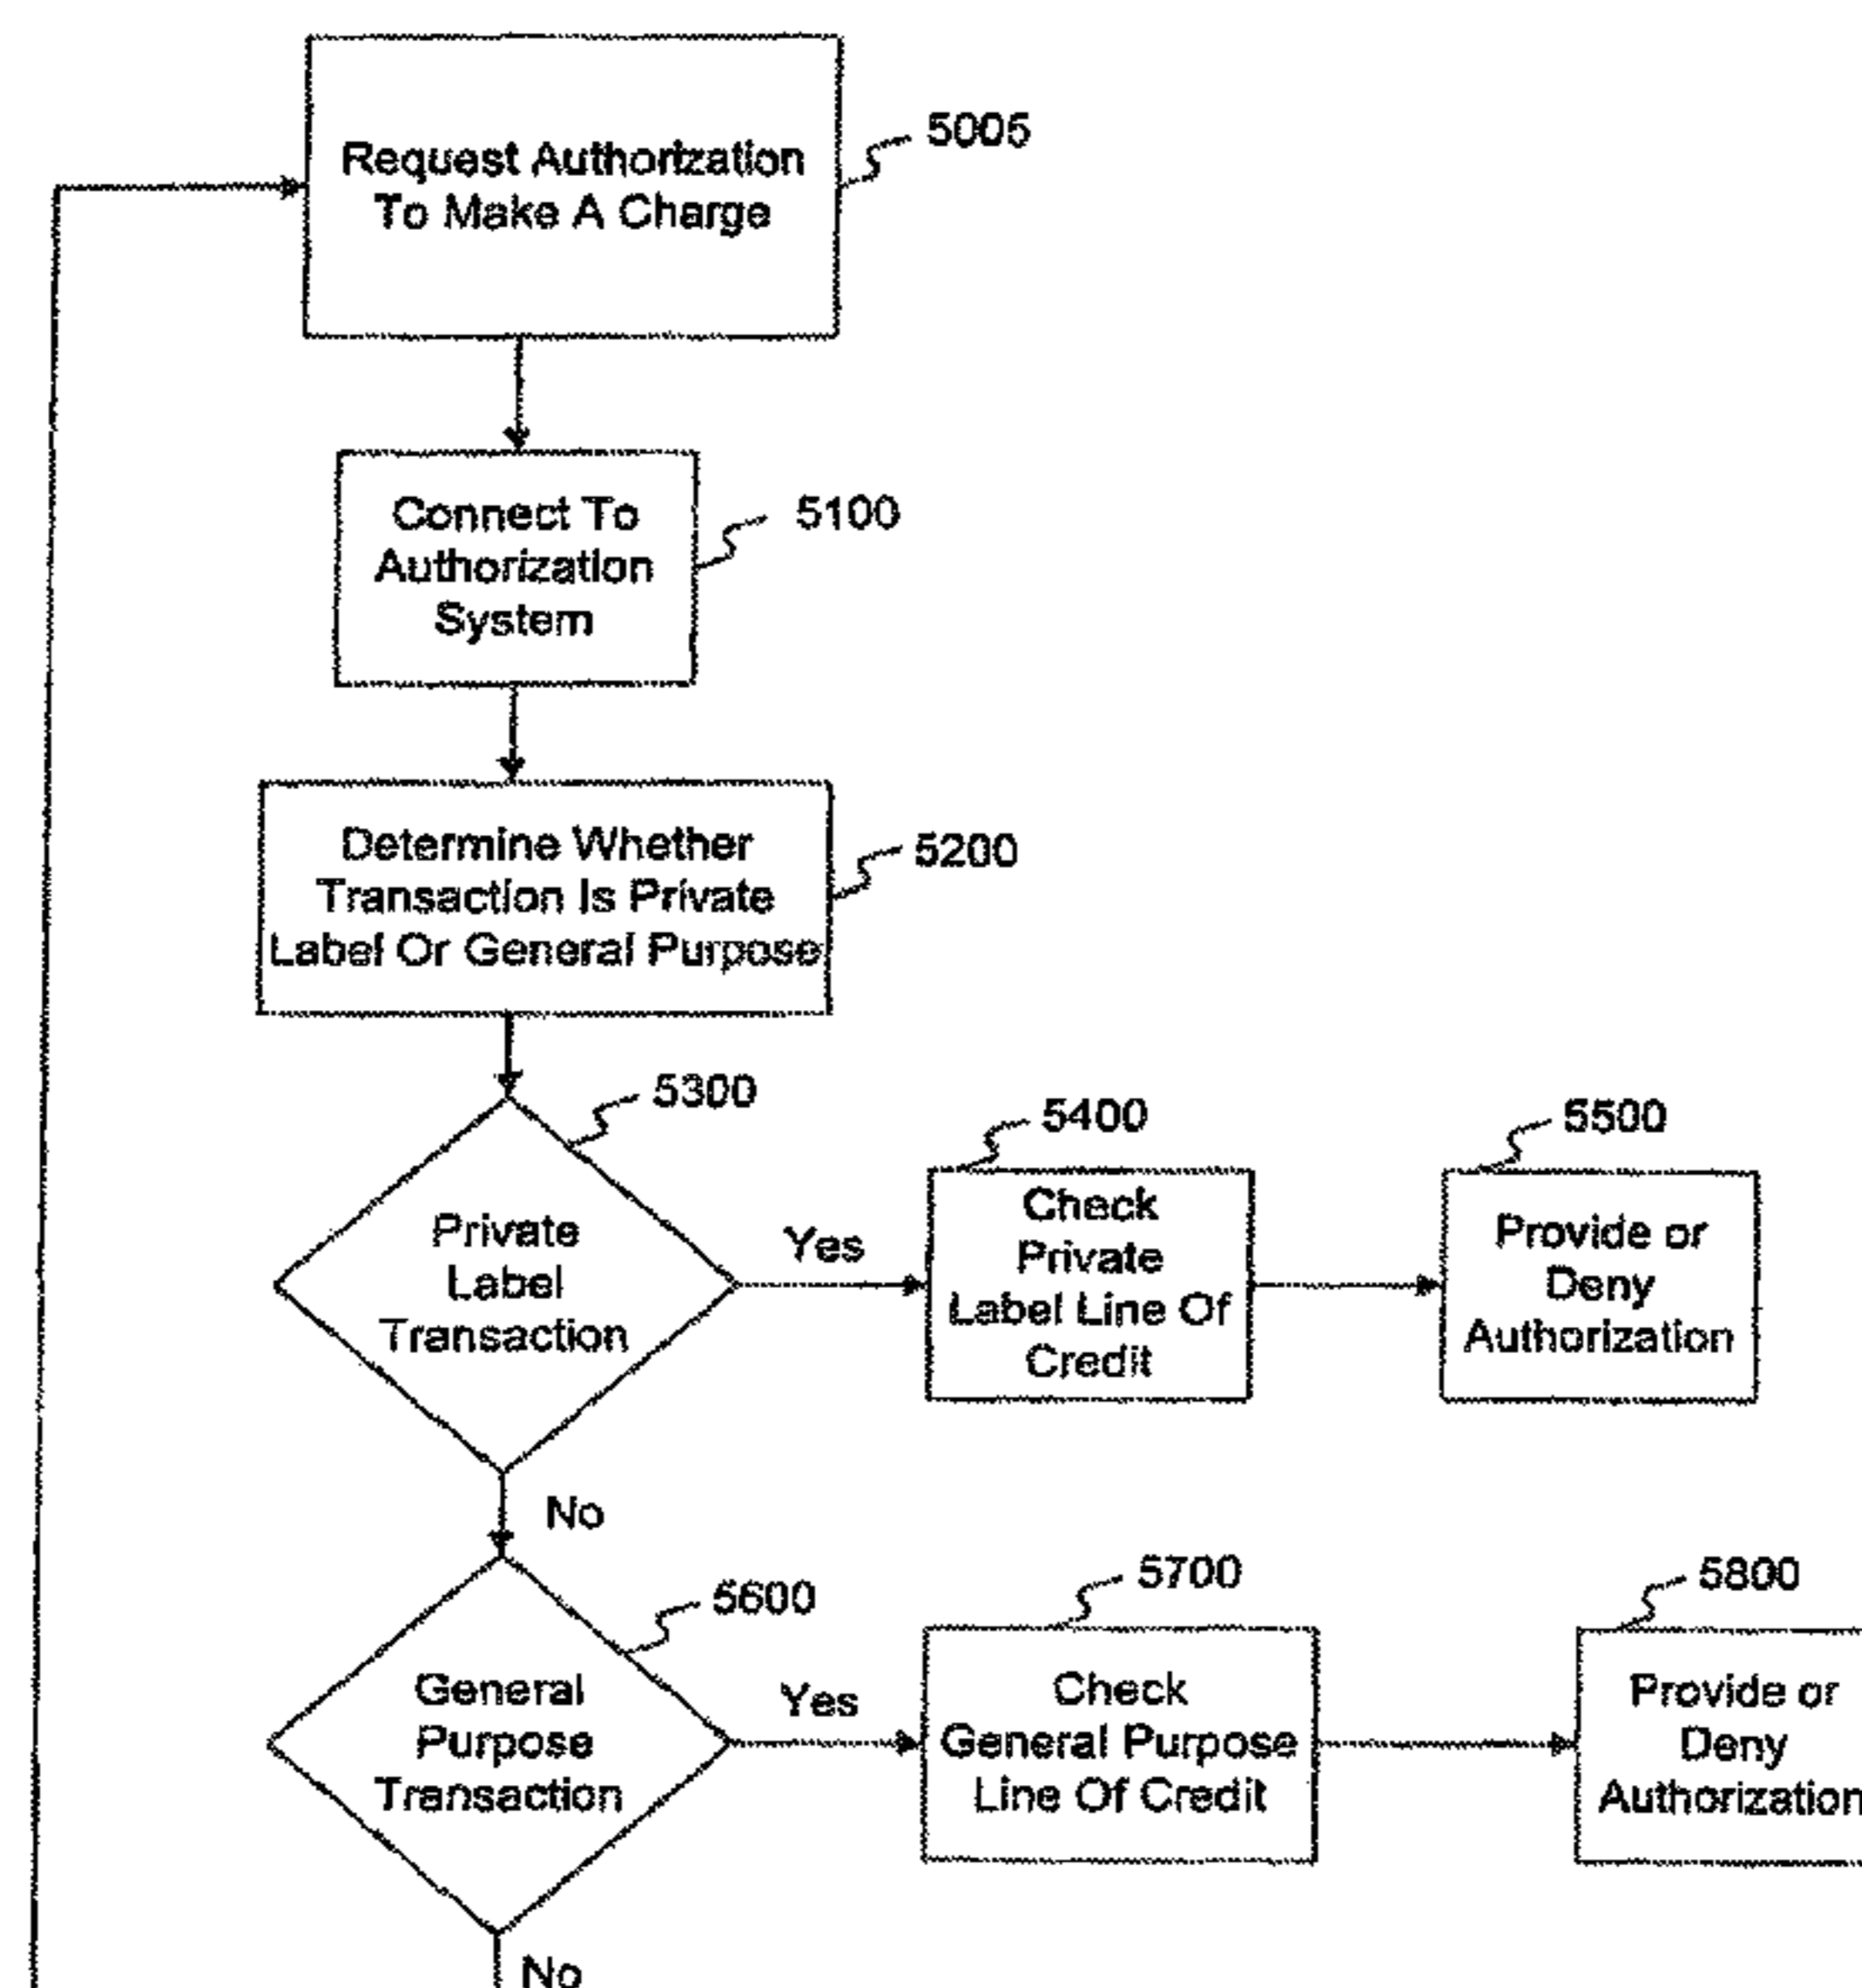 Request Authorization
To Make A Charge
5005
Connect To
Authorization
System
5100
Determine Whether
Transaction Is Private
Label Or General Purpose
5200
5300
Private
Label
Transaction
Yes
5400
Check
Private
Label Line Of
Credit
5500
Provide or
Deny
Authorization
No
5600
General
Purpose
Transaction
Yes
5700
Check
General Purpose
Line Of Credit
5800
Provide or
Deny
Authorization
No